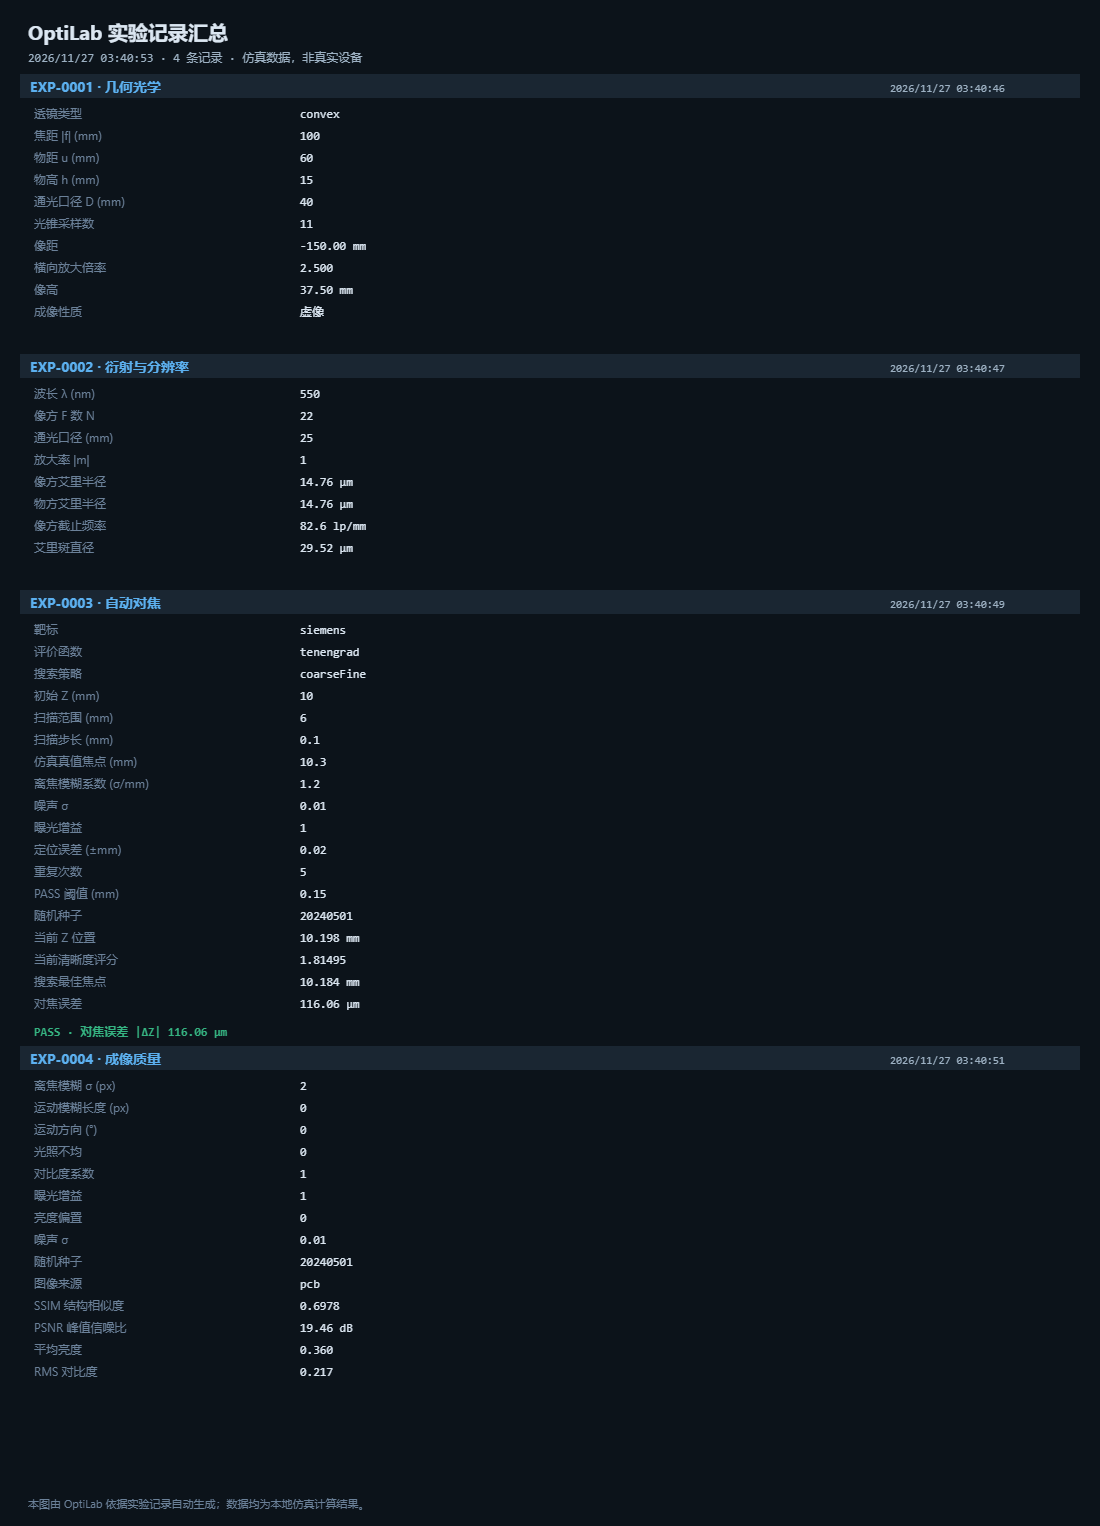 OptiLab 实验记录汇总
2026/11/27 03:40:53 · 4 条记录 · 仿真数据，非真实设备
EXP-0001 · 几何光学 2026/11/27 03:40:46
透镜类型 convex
焦距 |f| (mm) 100
物距 u (mm) 60
物高 h (mm) 15
通光口径 D (mm) 40
光锥采样数 11
像距 -150.00 mm
横向放大倍率 2.500
像高 37.50 mm
成像性质 虚像
EXP-0002 · 衍射与分辨率 2026/11/27 03:40:47
波长 λ (nm) 550
像方 F 数 N 22
通光口径 (mm) 25
放大率 |m| 1
像方艾里半径 14.76 μm
物方艾里半径 14.76 μm
像方截止频率 82.6 lp/mm
艾里斑直径 29.52 μm
EXP-0003 · 自动对焦 2026/11/27 03:40:49
靶标 siemens
评价函数 tenengrad
搜索策略 coarseFine
初始 Z (mm) 10
扫描范围 (mm) 6
扫描步长 (mm) 0.1
仿真真值焦点 (mm) 10.3
离焦模糊系数 (σ/mm) 1.2
噪声 σ 0.01
曝光增益 1
定位误差 (±mm) 0.02
重复次数 5
PASS 阈值 (mm) 0.15
随机种子 20240501
当前 Z 位置 10.198 mm
当前清晰度评分 1.81495
搜索最佳焦点 10.184 mm
对焦误差 116.06 μm
PASS · 对焦误差 |ΔZ| 116.06 μm
EXP-0004 · 成像质量 2026/11/27 03:40:51
离焦模糊 σ (px) 2
运动模糊长度 (px) 0
运动方向 (°) 0
光照不均 0
对比度系数 1
曝光增益 1
亮度偏置 0
噪声 σ 0.01
随机种子 20240501
图像来源 pcb
SSIM 结构相似度 0.6978
PSNR 峰值信噪比 19.46 dB
平均亮度 0.360
RMS 对比度 0.217
本图由 OptiLab 依据实验记录自动生成；数据均为本地仿真计算结果。